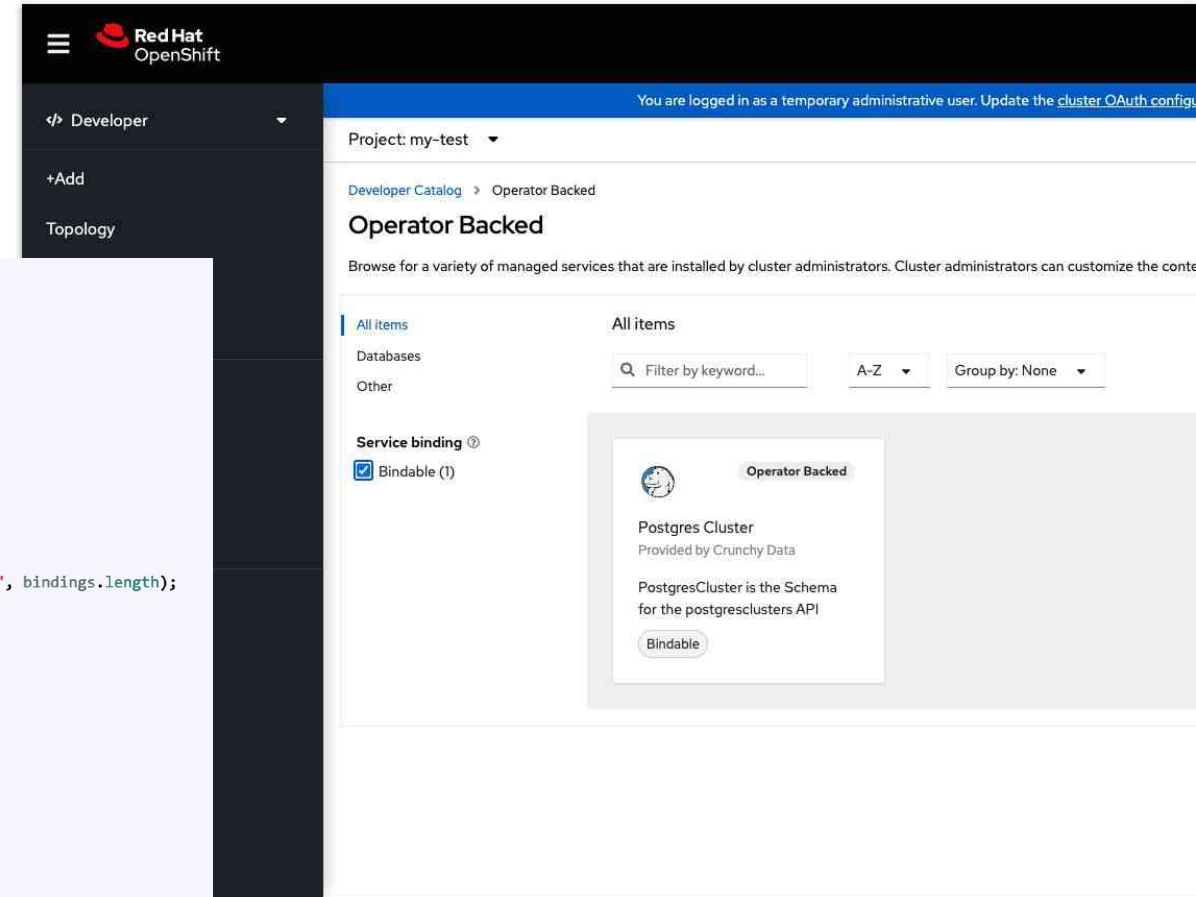 Red Hat
OpenShift
You are logged in as a temporary administrative user. Update the cluster OAuth
Developer
Project: my-test
+Add
Topology
Developer Catalog > Operator Backed
Operator Backed
Browse for a variety of managed services that are installed by cluster administrators. Cluster administrators can customize the
All items
Databases
Other
Service binding
Bindable (1)
All items
Filter by keyword...
A-Z
Group by: None
Operator Backed
Postgres Cluster
Provided by Crunchy Data
PostgresCluster is the Schema
for the postgresclusters API
Bindable
", bindings.length);